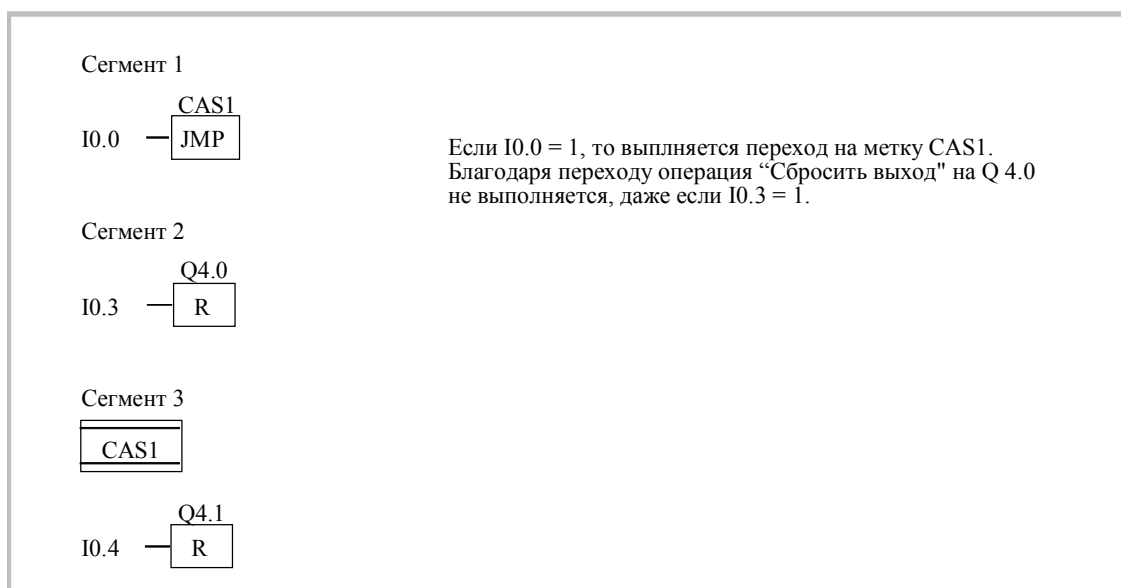 Сегмент 1
CAS1
I0.0 JMP
Если I0.0 = 1, то выплняется переход на метку CAS1.
Благодаря переходу операция “Сбросить выход" на Q 4.0
не выполняется, даже если I0.3 = 1.
Сегмент 2
Q4.0
I0.3 R
Сегмент 3
CAS1
Q4.1
I0.4 R